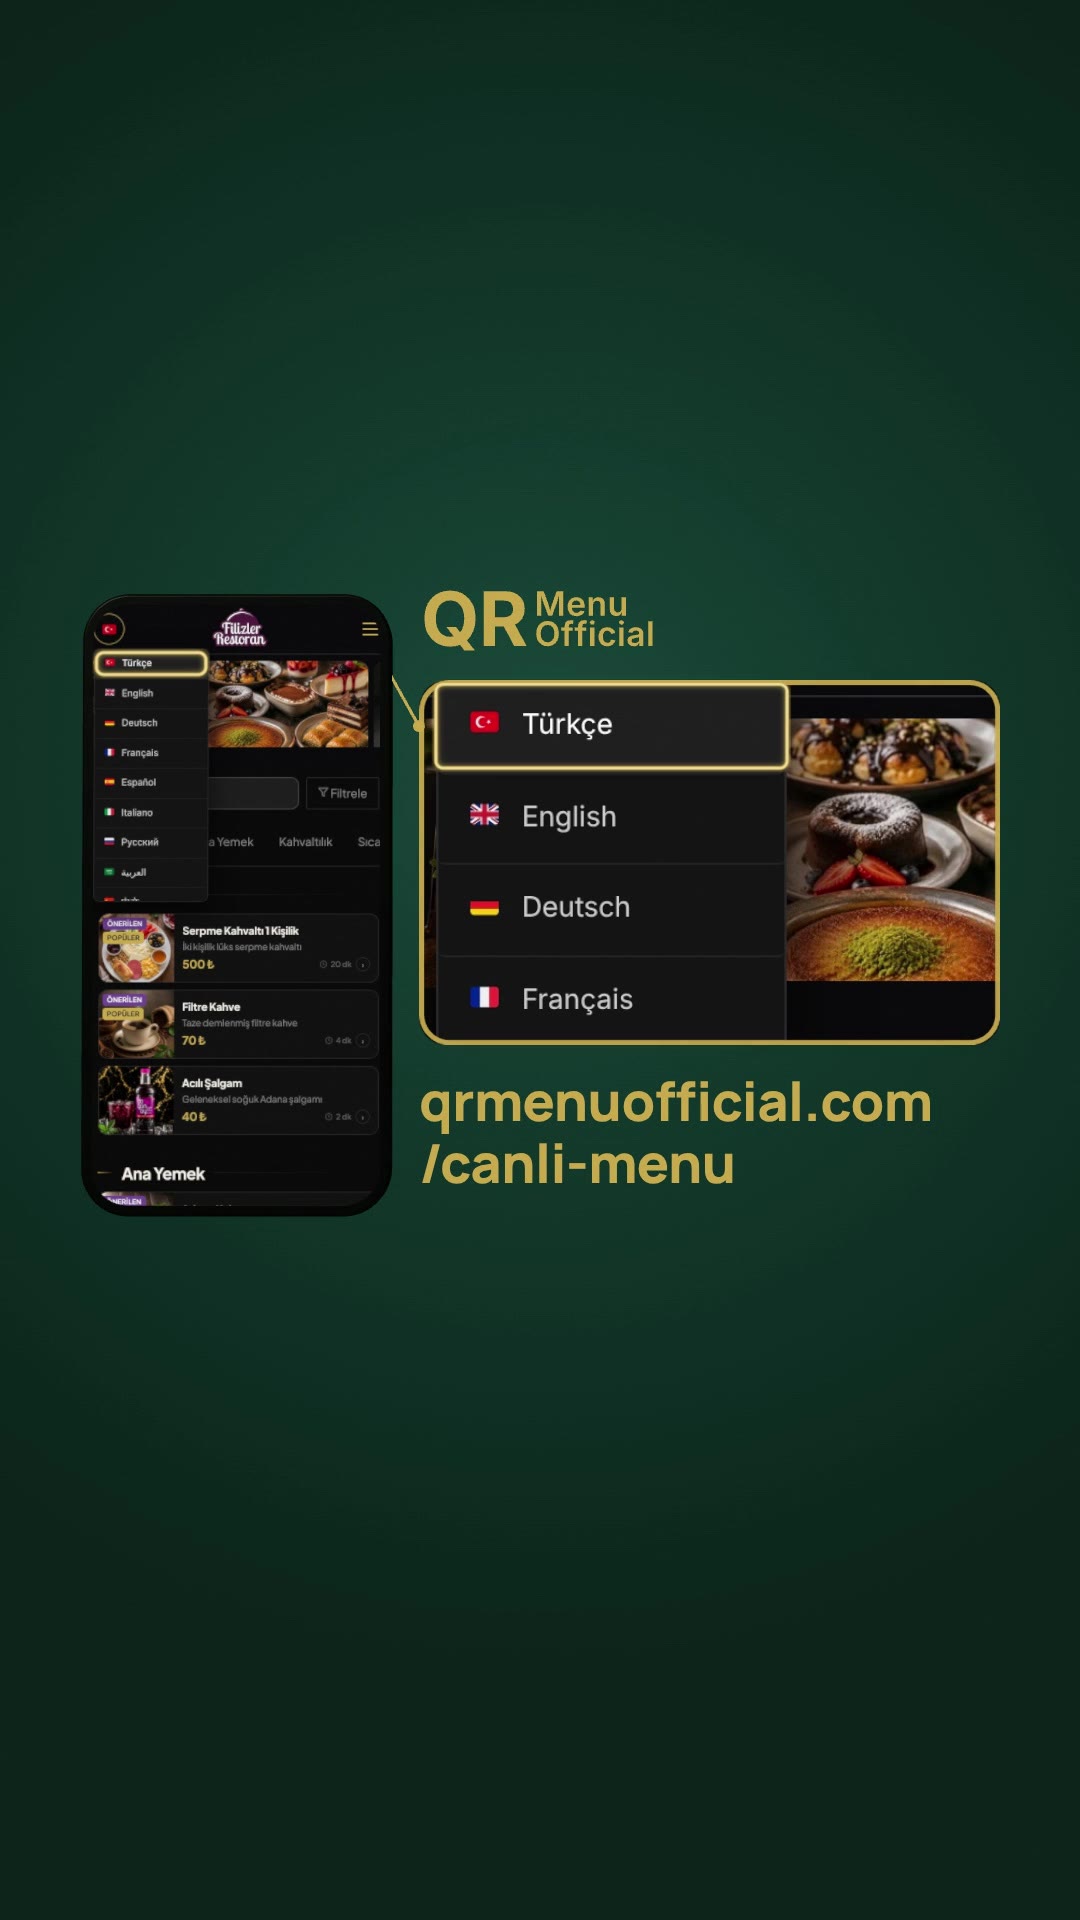 Filizler
Restoran
Türkçe
English
Deutsch
Français
Español
Italiano
Русский
العربية
Filtrele
a Yemek
Kahvaltılık
Sıca
ÖNERİLEN
POPÜLER
Serpme Kahvaltı 1 Kişilik
İki kişilik lüks serpme kahvaltı
500 ₺
20 dk
ÖNERİLEN
POPÜLER
Filtre Kahve
Taze demlenmiş filtre kahve
70 ₺
4 dk
Acılı Şalgam
Geleneksel soğuk Adana şalgamı
40 ₺
2 dk
Ana Yemek
ÖNERİLEN
QR Menu
Official
Türkçe
English
Deutsch
Français
qrmenuofficial.com
/canli-menu